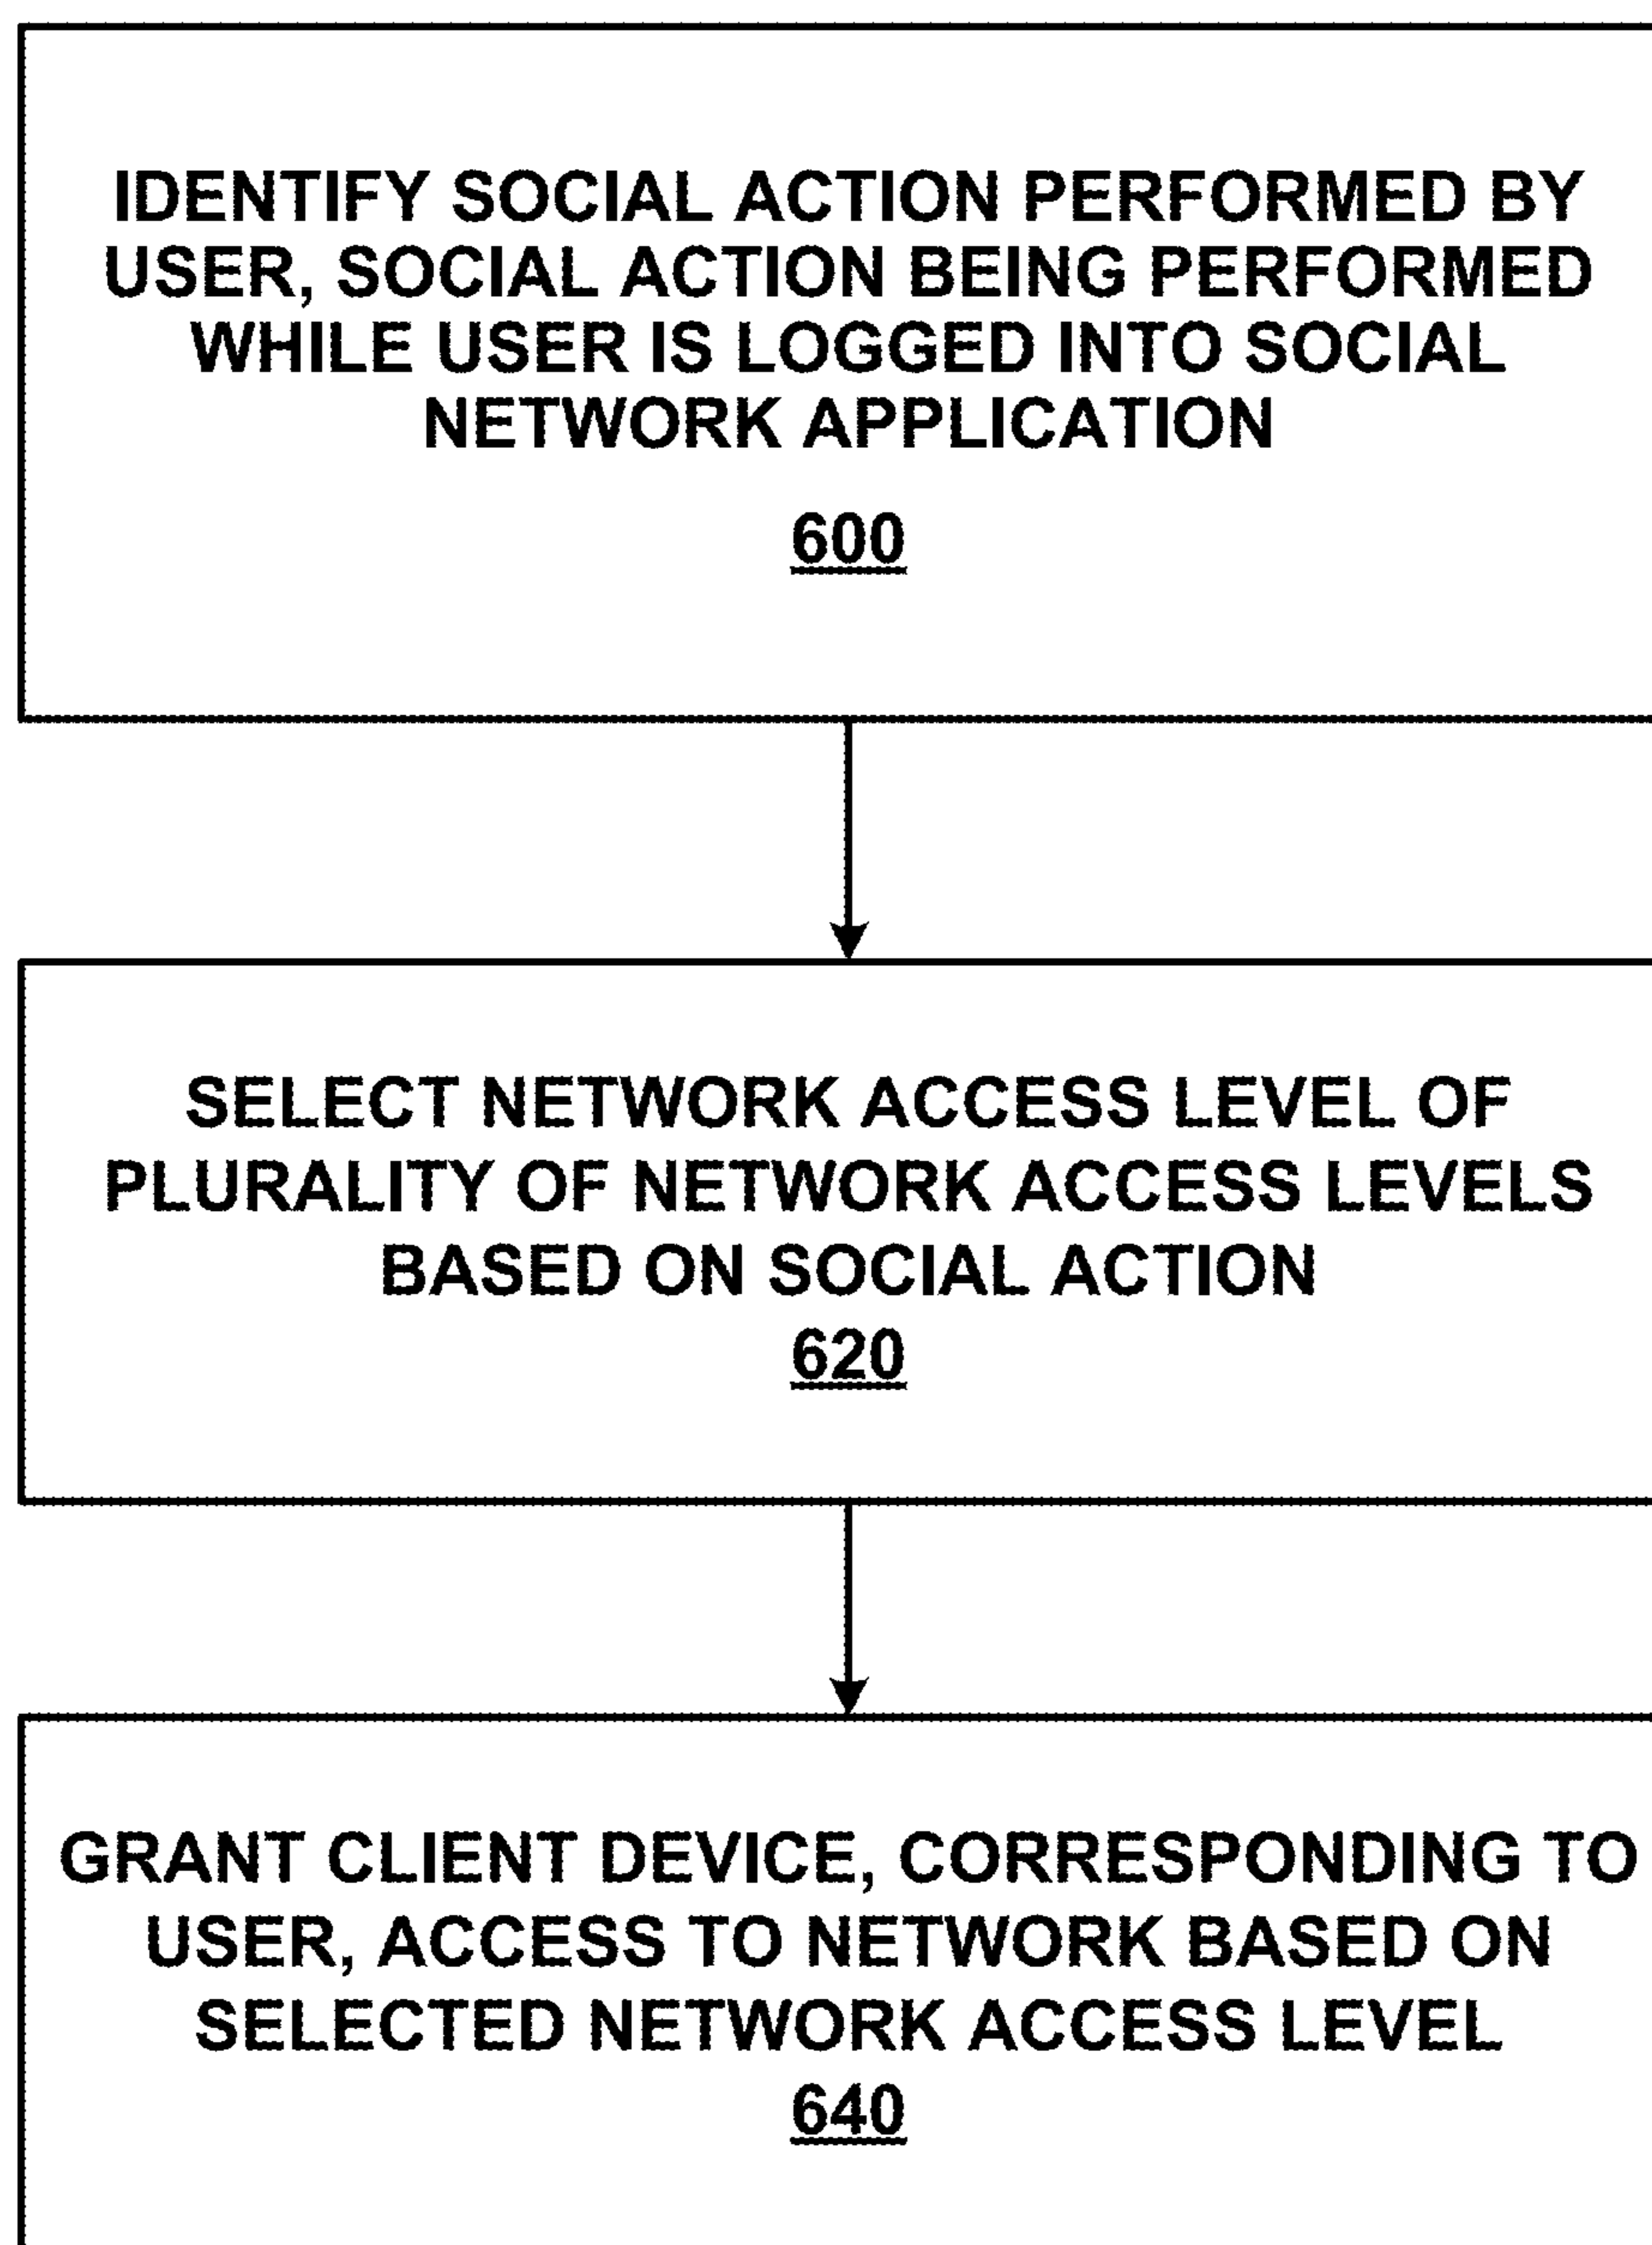 IDENTIFY SOCIAL ACTION PERFORMED BY
USER, SOCIAL ACTION BEING PERFORMED
WHILE USER IS LOGGED INTO SOCIAL
NETWORK APPLICATION
600
SELECT NETWORK ACCESS LEVEL OF
PLURALITY OF NETWORK ACCESS LEVELS
BASED ON SOCIAL ACTION
620
GRANT CLIENT DEVICE, CORRESPONDING TO
USER, ACCESS TO NETWORK BASED ON
SELECTED NETWORK ACCESS LEVEL
640